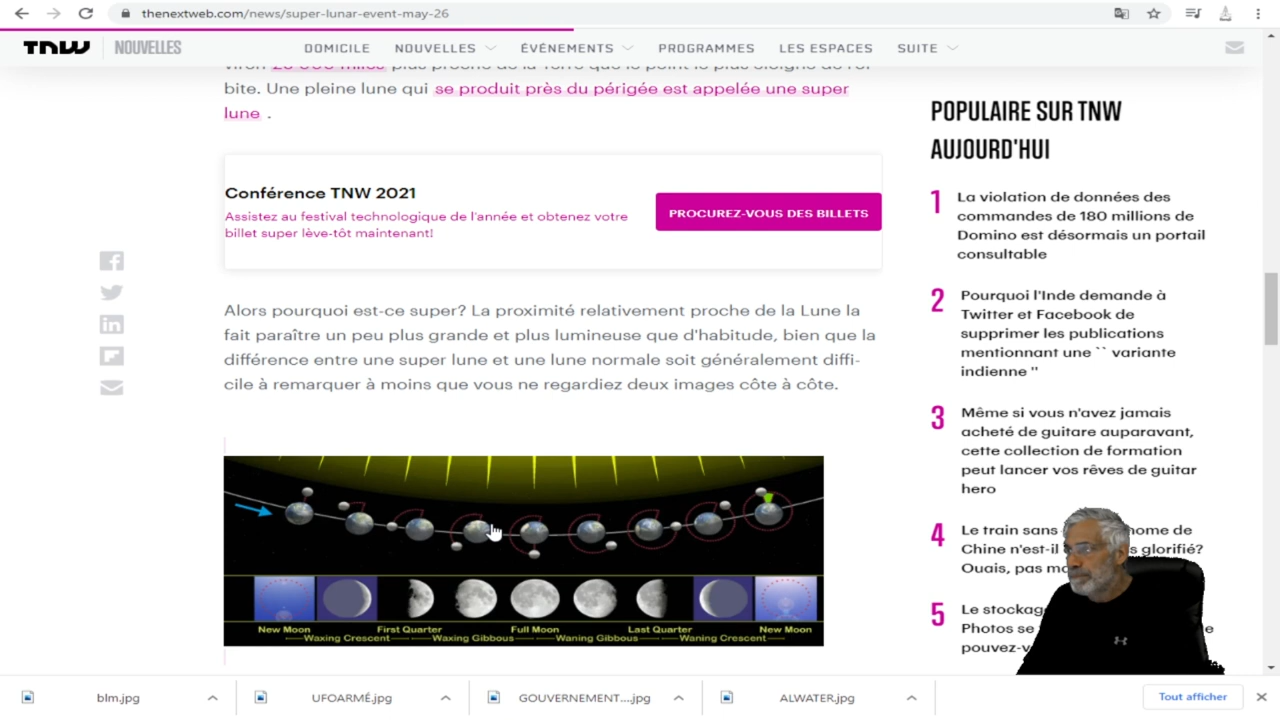 thenextweb.com/news/super-lunar-event-may-26
TNW NOUVELLES DOMICILE NOUVELLES ÉVÉNEMENTS PROGRAMMES LES ESPACES SUITE
plus proche de la Terre que le point le plus éloigné de l'or-
bite. Une pleine lune qui se produit près du périgée est appelée une super
lune .
Conférence TNW 2021
Assistez au festival technologique de l'année et obtenez votre
billet super lève-tôt maintenant!
PROCUREZ-VOUS DES BILLETS
Alors pourquoi est-ce super? La proximité relativement proche de la Lune la
fait paraître un peu plus grande et plus lumineuse que d'habitude, bien que la
différence entre une super lune et une lune normale soit généralement diffi-
cile à remarquer à moins que vous ne regardiez deux images côte à côte.
New Moon First Quarter Full Moon Last Quarter New Moon
Waxing Crescent Waxing Gibbous Waning Gibbous Waning Crescent
POPULAIRE SUR TNW
AUJOURD'HUI
1 La violation de données des
commandes de 180 millions de
Domino est désormais un portail
consultable
2 Pourquoi l'Inde demande à
Twitter et Facebook de
supprimer les publications
mentionnant une `` variante
indienne ''
3 Même si vous n'avez jamais
acheté de guitare auparavant,
cette collection de formation
peut lancer vos rêves de guitar
hero
4 Le train sans home de
Chine n'est-il s glorifié?
Ouais, pas
5 Le stockag
Photos se e
pouvez-v
blm.jpg UFOARMÉ.jpg GOUVERNEMENT....jpg ALWATER.jpg Tout afficher